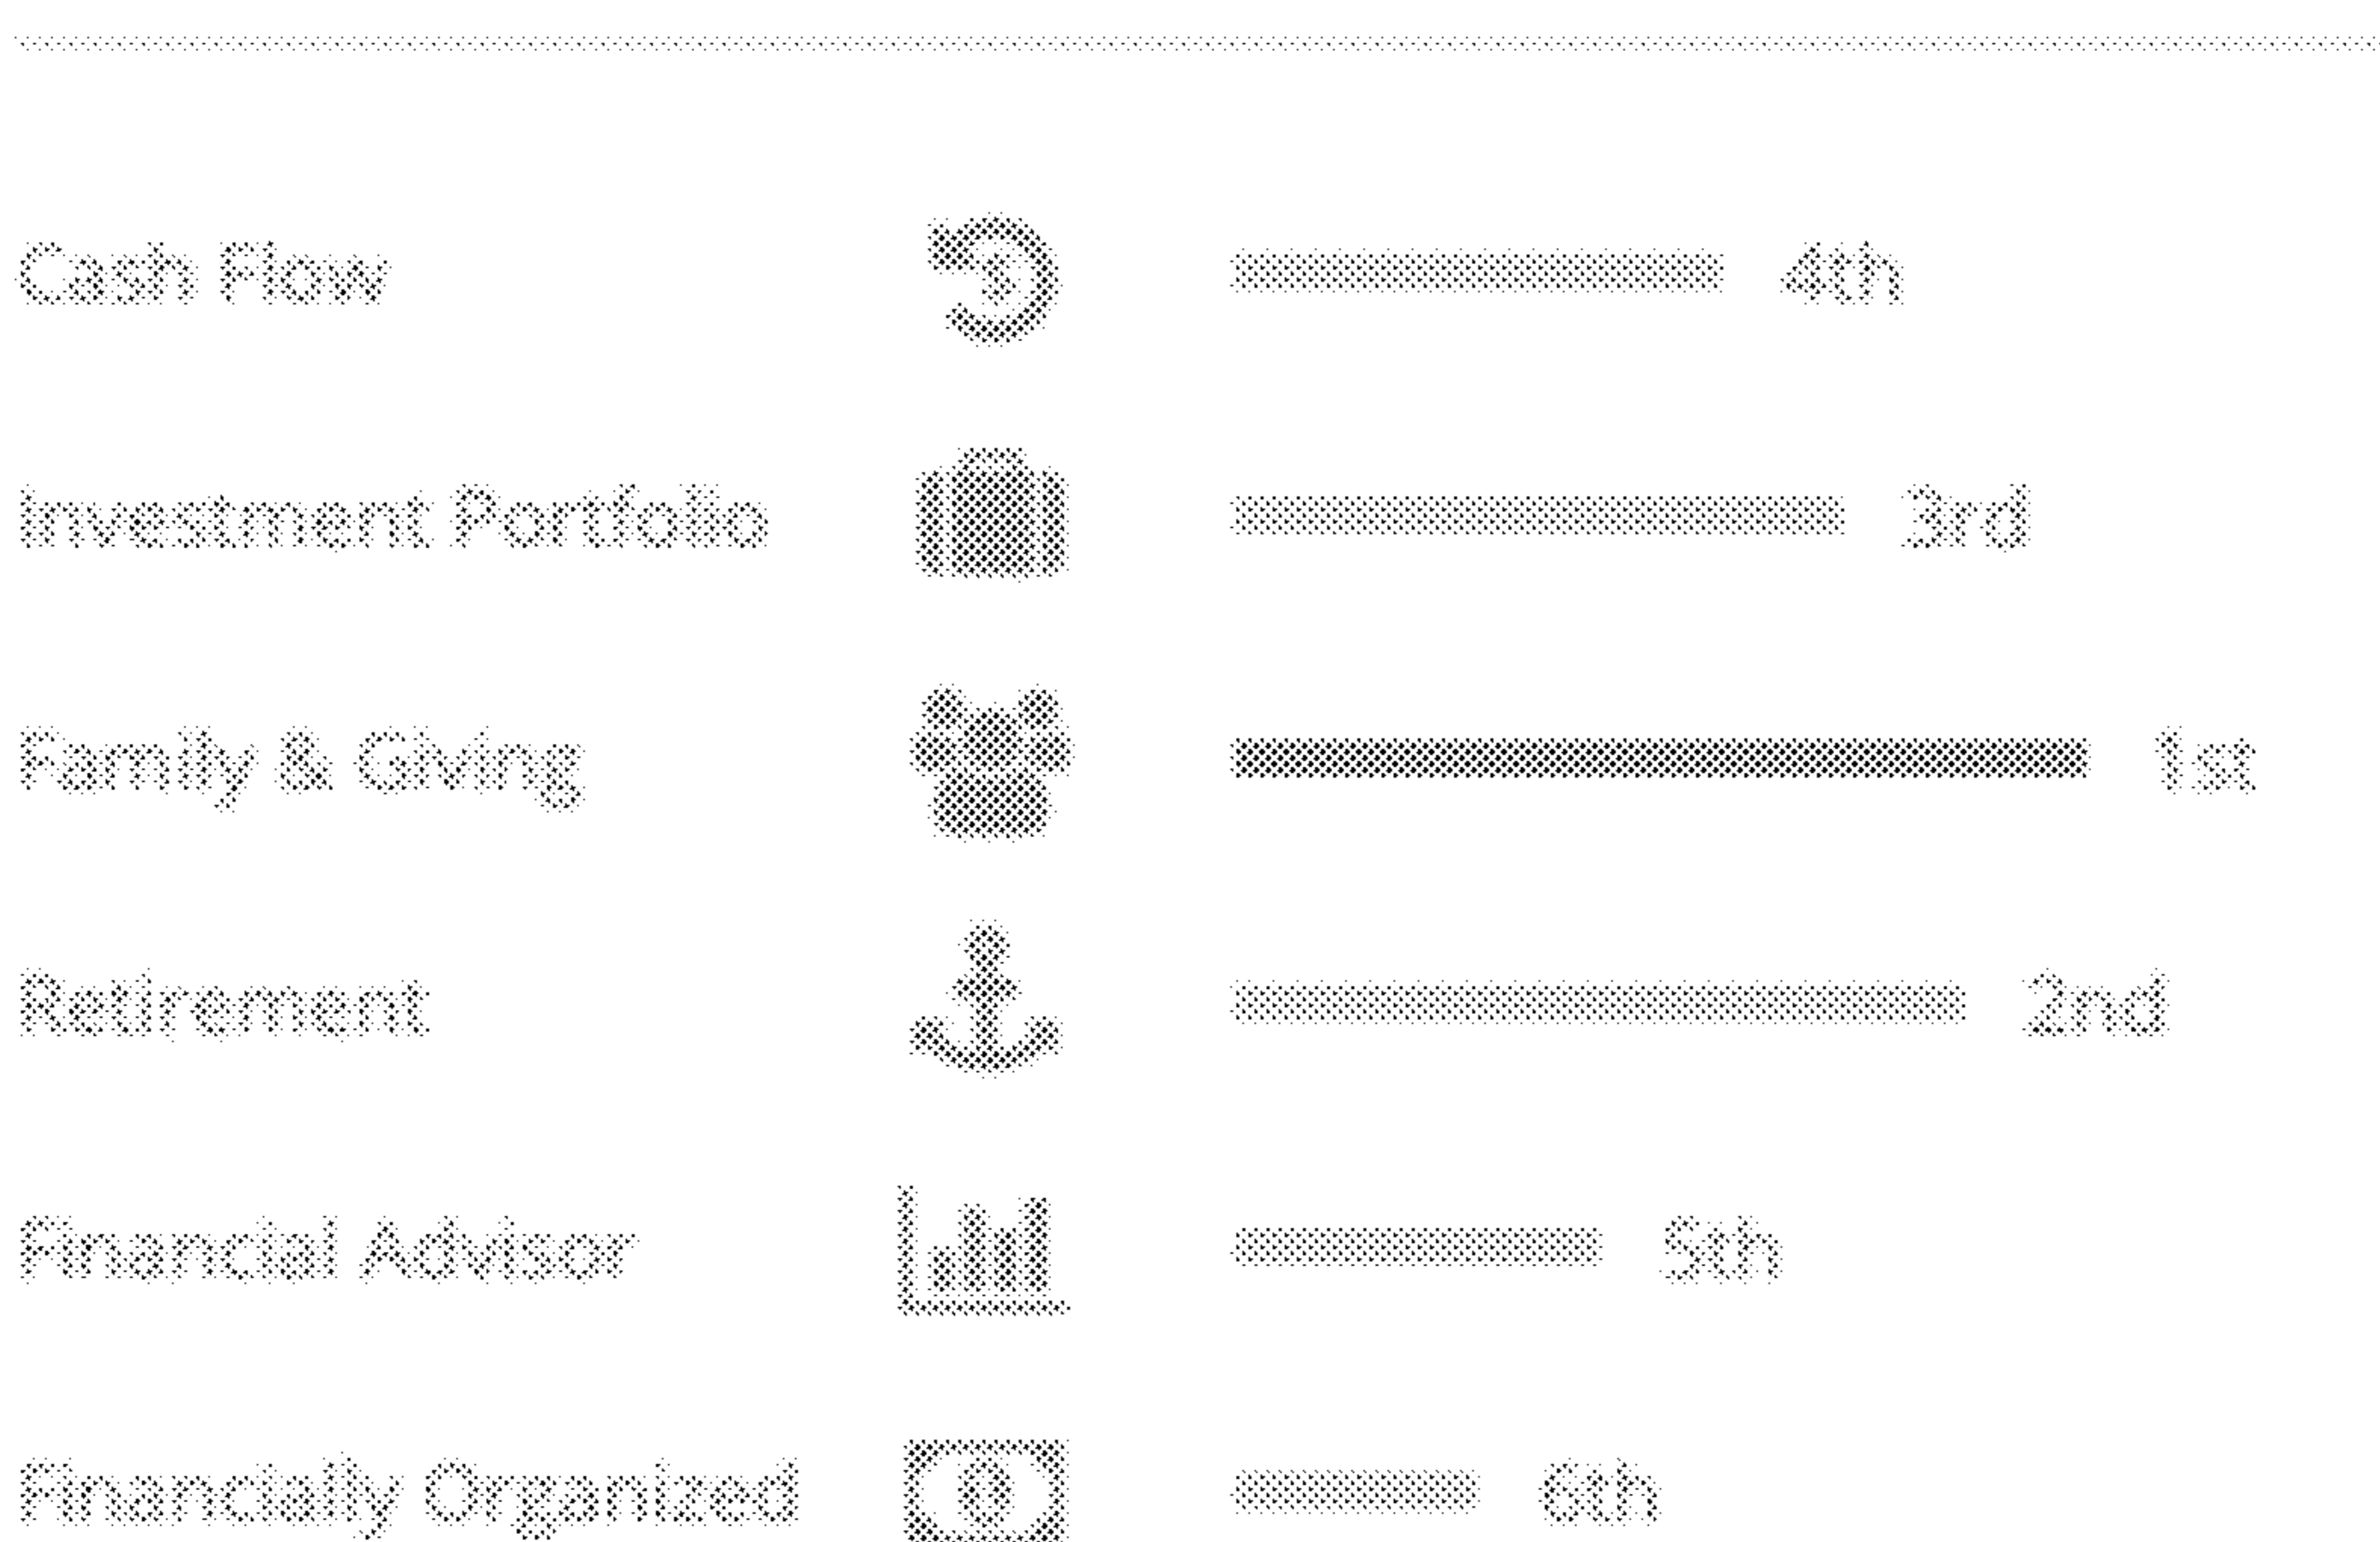 Cash Flow 4th
Investment Portfolio 3rd
Family & Giving 1st
Retirement 2nd
Financial Advisor 5th
Financially Organized 6th